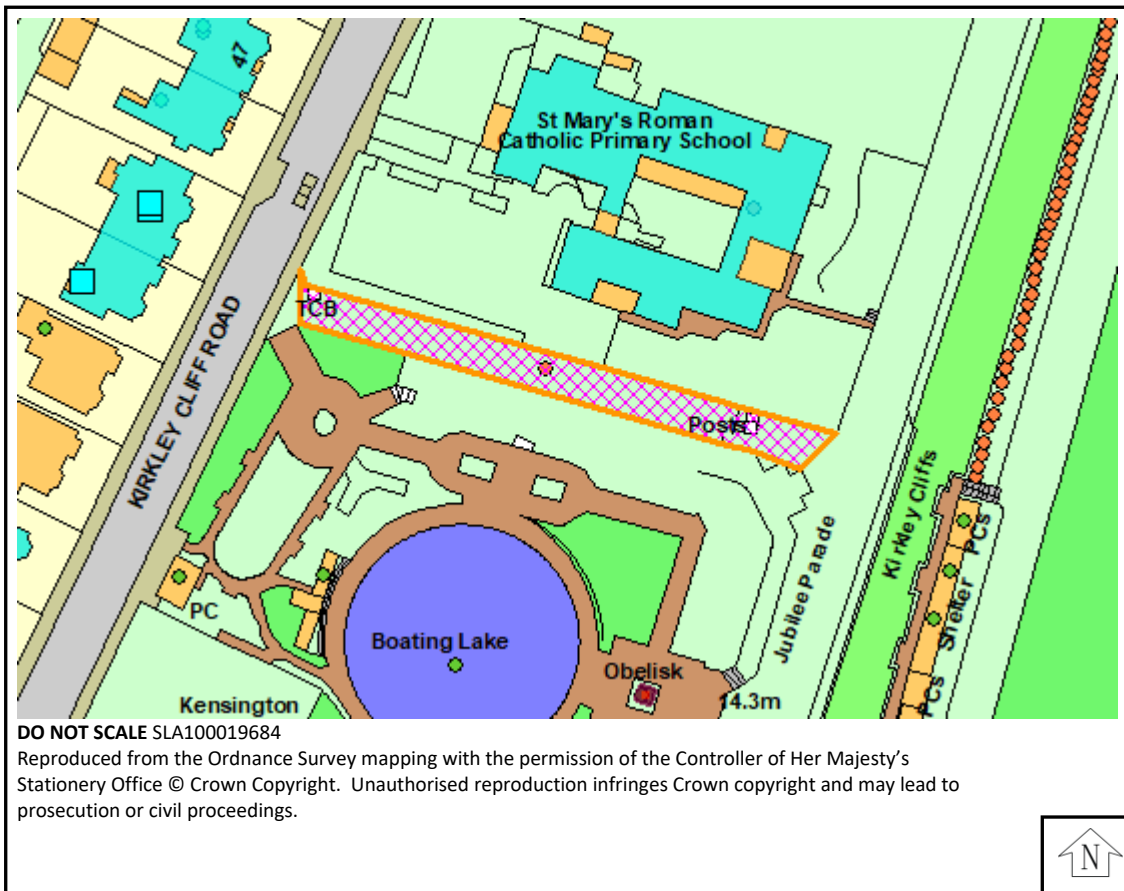 47
St Mary's Roman
Catholic Primary School
TCB
KIRKLEY CLIFF ROAD
Posts
Kirkley Cliffs
PCs
Shelter
PCs
Jubilee Parade
PC
Boating Lake
Obelisk
14.3m
Kensington
DO NOT SCALE SLA100019684
Reproduced from the Ordnance Survey mapping with the permission of the Controller of Her Majesty's
Stationery Office © Crown Copyright. Unauthorised reproduction infringes Crown copyright and may lead to
prosecution or civil proceedings.
N